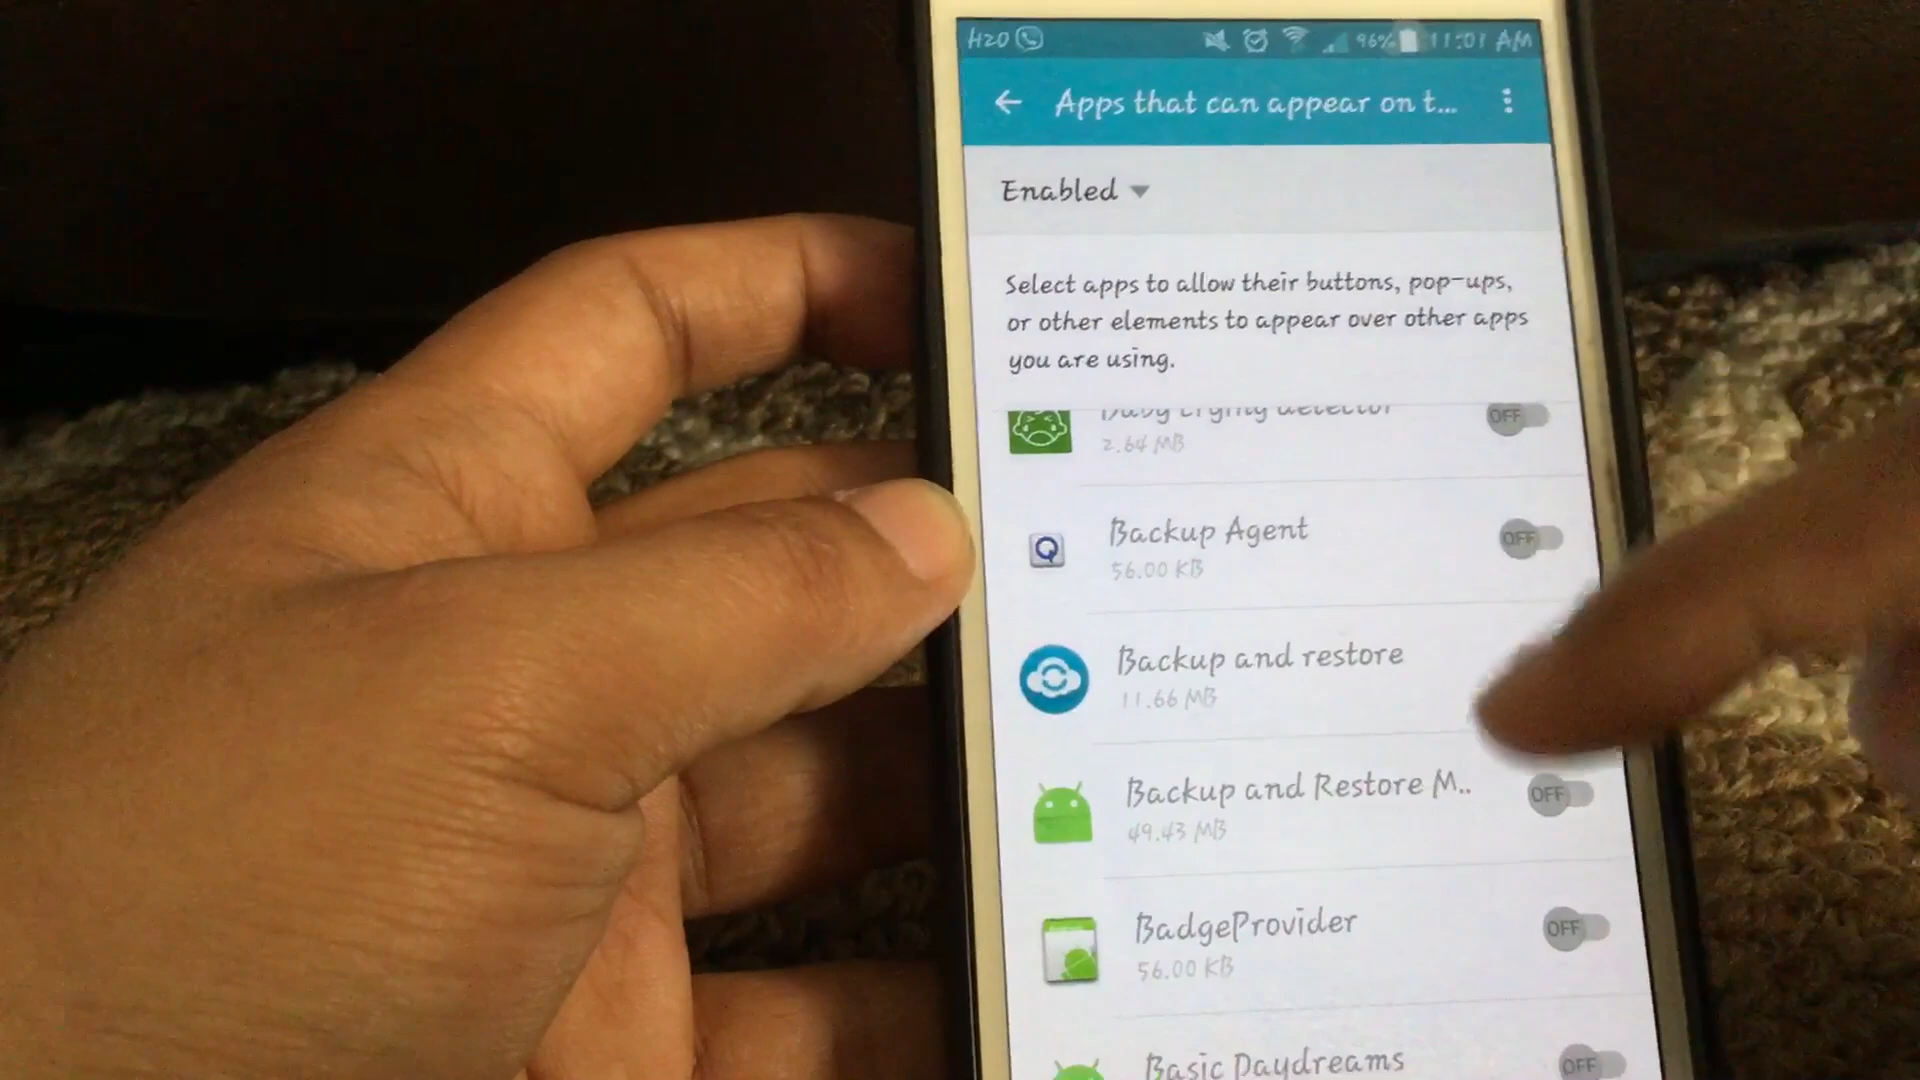 H2O 96% 11:01 AM
Apps that can appear on t...
Enabled
Select apps to allow their buttons, pop-ups,
or other elements to appear over other apps
you are using.
Baby crying detector OFF
2.64 MB
Backup Agent OFF
56.00 KB
Backup and restore
11.66 MB
Backup and Restore M.. OFF
49.43 MB
BadgeProvider OFF
56.00 KB
Basic Daydreams OFF